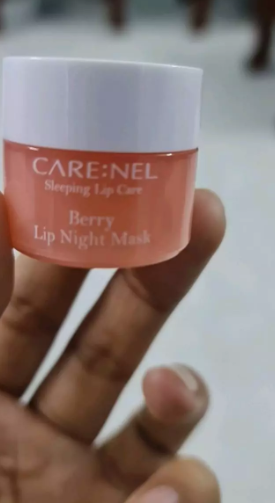 CARE:NEL
Sleeping Lip Care
Berry
Lip Night Mask